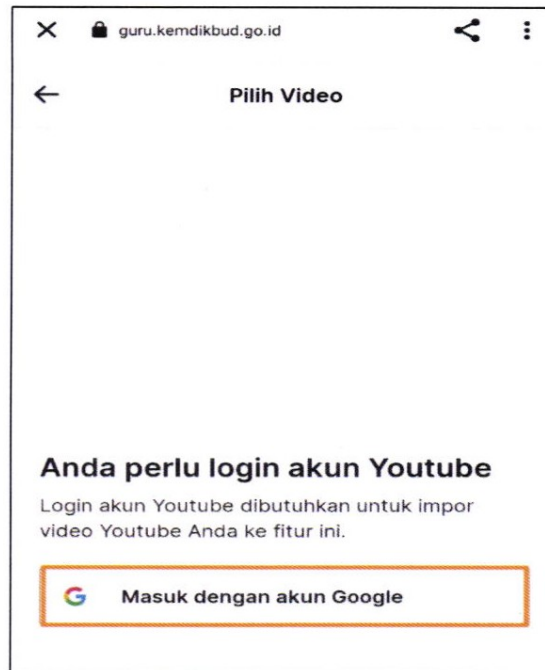 guru.kemdikbud.go.id
Pilih Video
Anda perlu login akun Youtube
Login akun Youtube dibutuhkan untuk impor
video Youtube Anda ke fitur ini.
Masuk dengan akun Google